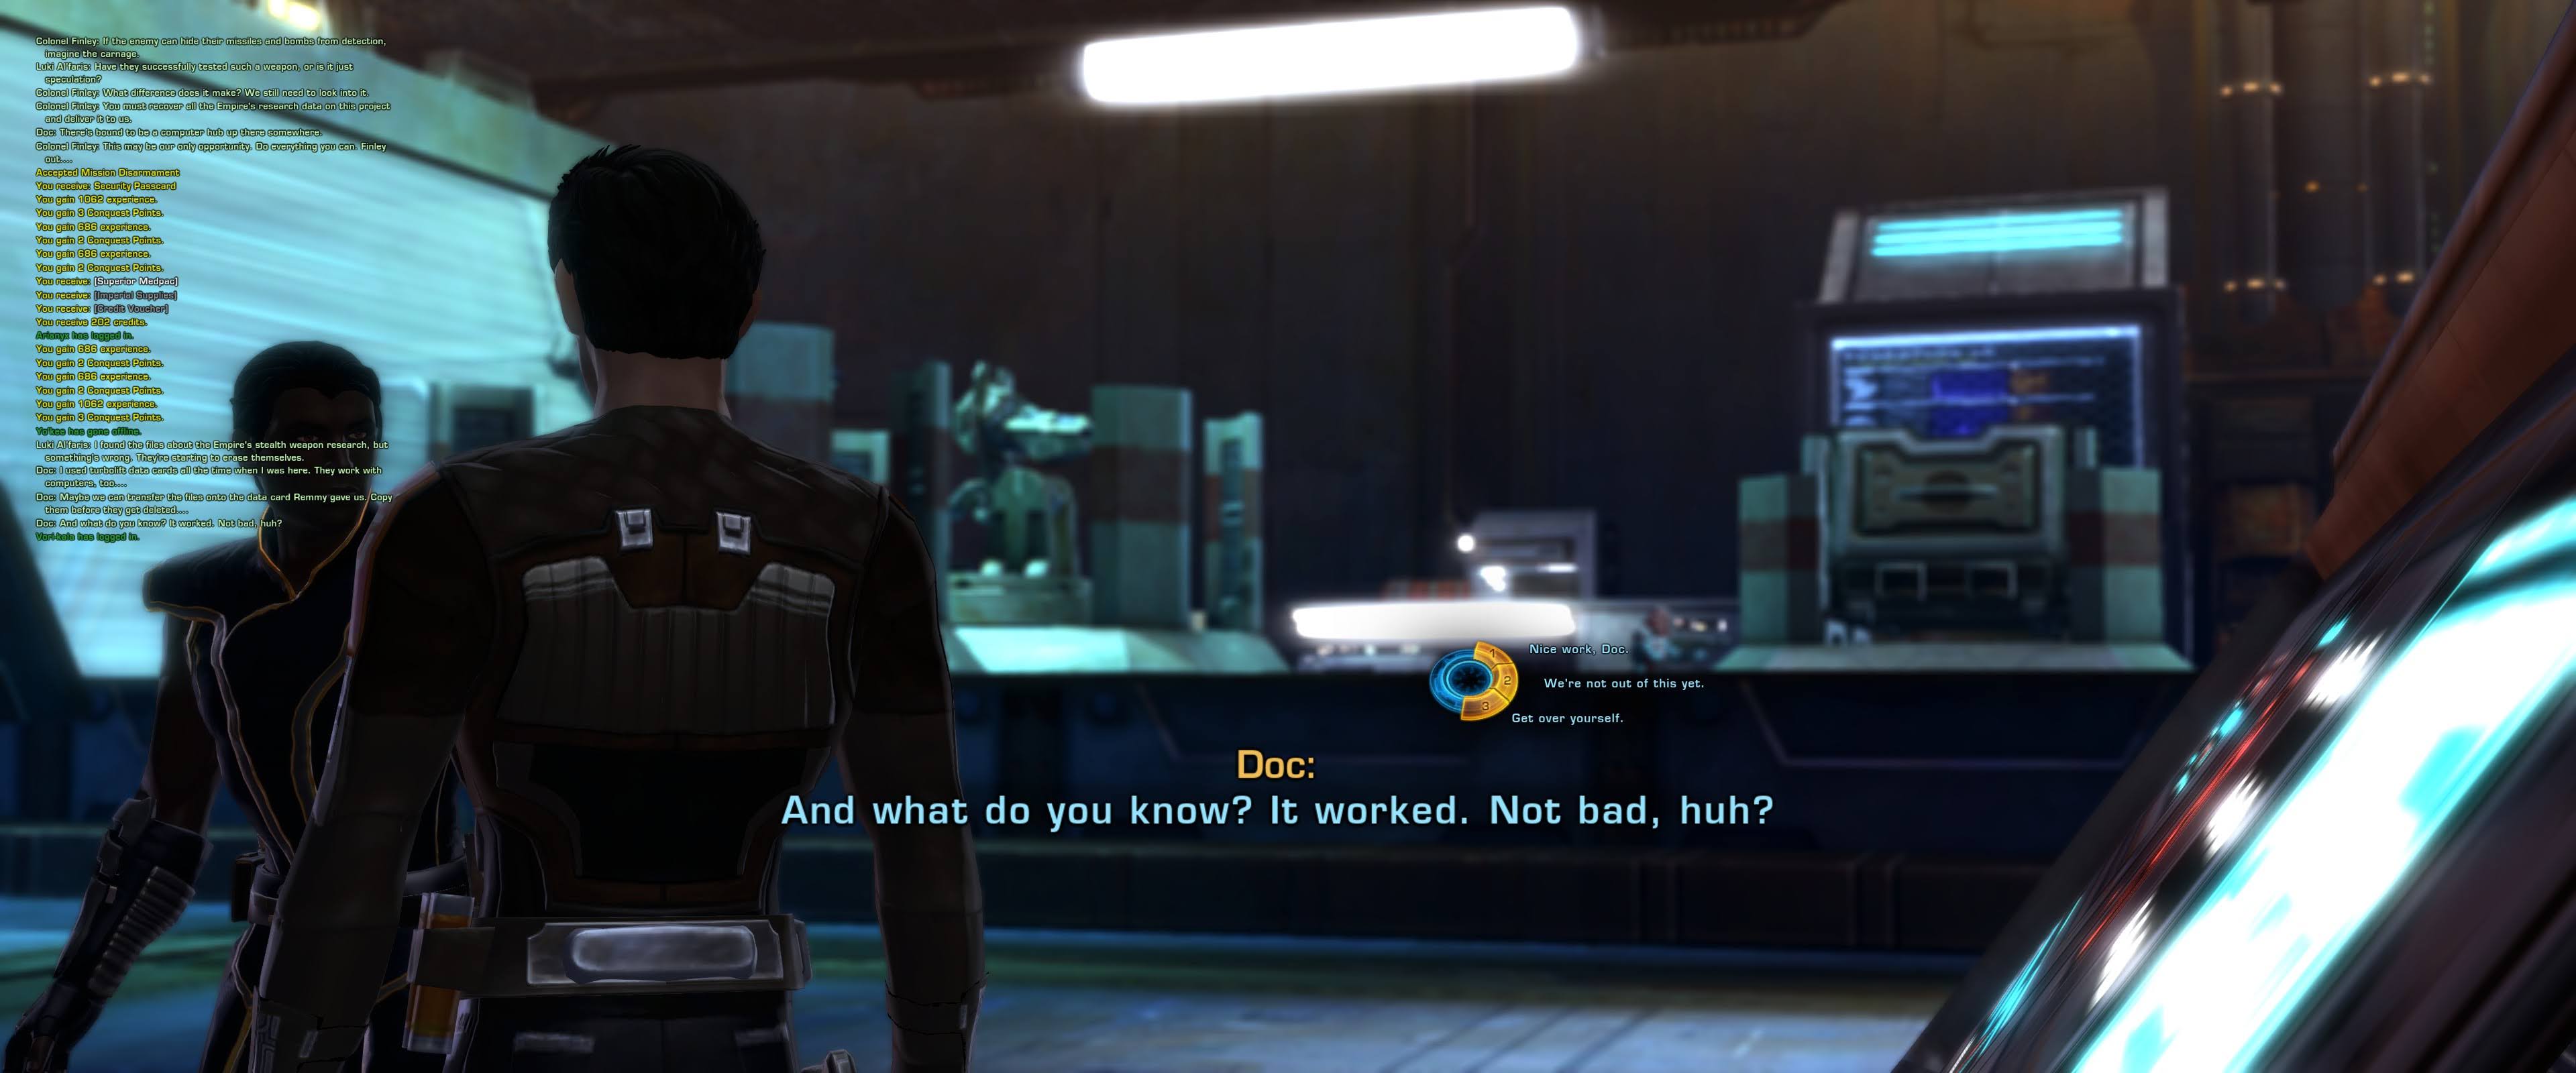 Colonel Finley: If the enemy can hide their missiles and bombs from detection,
imagine the carnage.
Luki Al'faris: Have they successfully tested such a weapon, or is it just
speculation?
Colonel Finley: What difference does it make? We still need to look into it.
Colonel Finley: You must recover all the Empire's research data on this project
and deliver it to us.
Doc: There's bound to be a computer hub up there somewhere.
Colonel Finley: This may be our only opportunity. Do everything you can. Finley
out....
Accepted Mission Disarmament
You receive: Security Passcard
You gain 1062 experience.
You gain 3 Conquest Points.
You gain 686 experience.
You gain 2 Conquest Points.
You gain 686 experience.
You gain 2 Conquest Points.
You receive: [Superior Medpac]
You receive: [Imperial Supplies]
You receive: [Credit Voucher]
You receive 202 credits.
Arianyx has logged in.
You gain 686 experience.
You gain 2 Conquest Points.
You gain 686 experience.
You gain 2 Conquest Points.
You gain 1062 experience.
You gain 3 Conquest Points.
Yo'kee has gone offline.
Luki Al'faris: I found the files about the Empire's stealth weapon research, but
something's wrong. They're starting to erase themselves.
Doc: I used turbolift data cards all the time when I was here. They work with
computers, too....
Doc: Maybe we can transfer the files onto the data card Remmy gave us. Copy
them before they get deleted....
Doc: And what do you know? It worked. Not bad, huh?
Vori-kala has logged in.
1 Nice work, Doc.
2 We're not out of this yet.
3 Get over yourself.
Doc:
And what do you know? It worked. Not bad, huh?